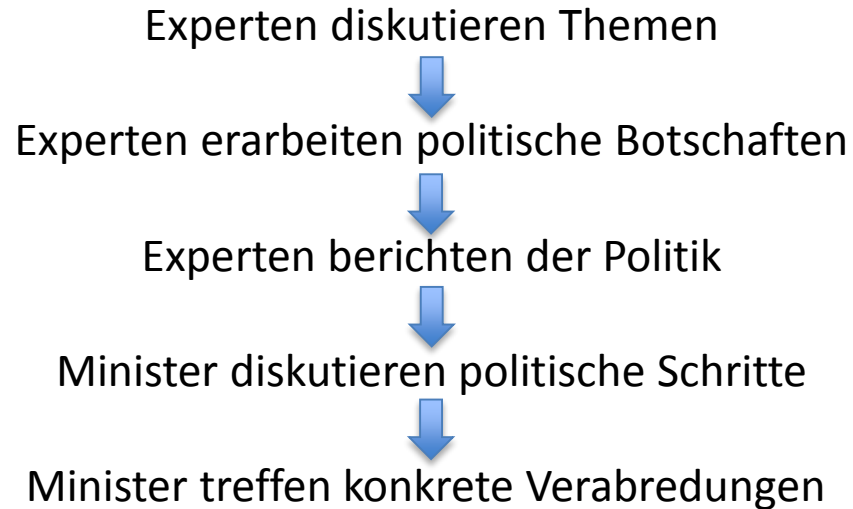 Experten diskutieren Themen
Experten erarbeiten politische Botschaften
Experten berichten der Politik
Minister diskutieren politische Schritte
Minister treffen konkrete Verabredungen